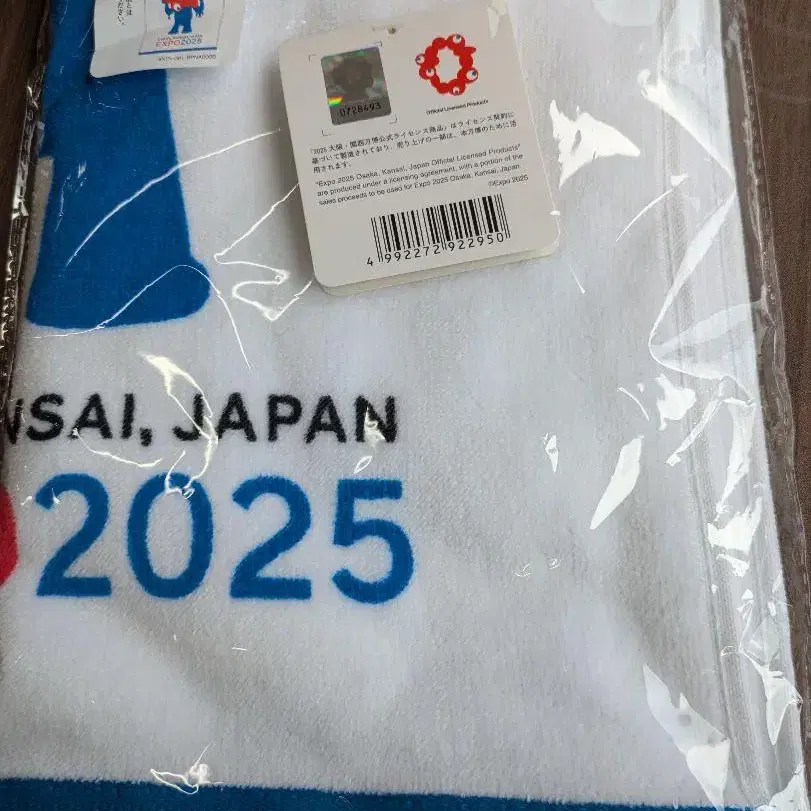 EXPO2025
0728693
Official Licensed Products
「2025 大阪・関西万博公式ライセンス商品」はライセンス契約に
基づいて製造されており、売り上げの一部は、本万博のために活
用されます。
"Expo 2025 Osaka, Kansai, Japan Official Licensed Products"
are produced under a licensing agreement, with a portion of the
sales proceeds to be used for Expo 2025 Osaka, Kansai, Japan.
©Expo 2025
4 992272 922950
NSAI, JAPAN
2025